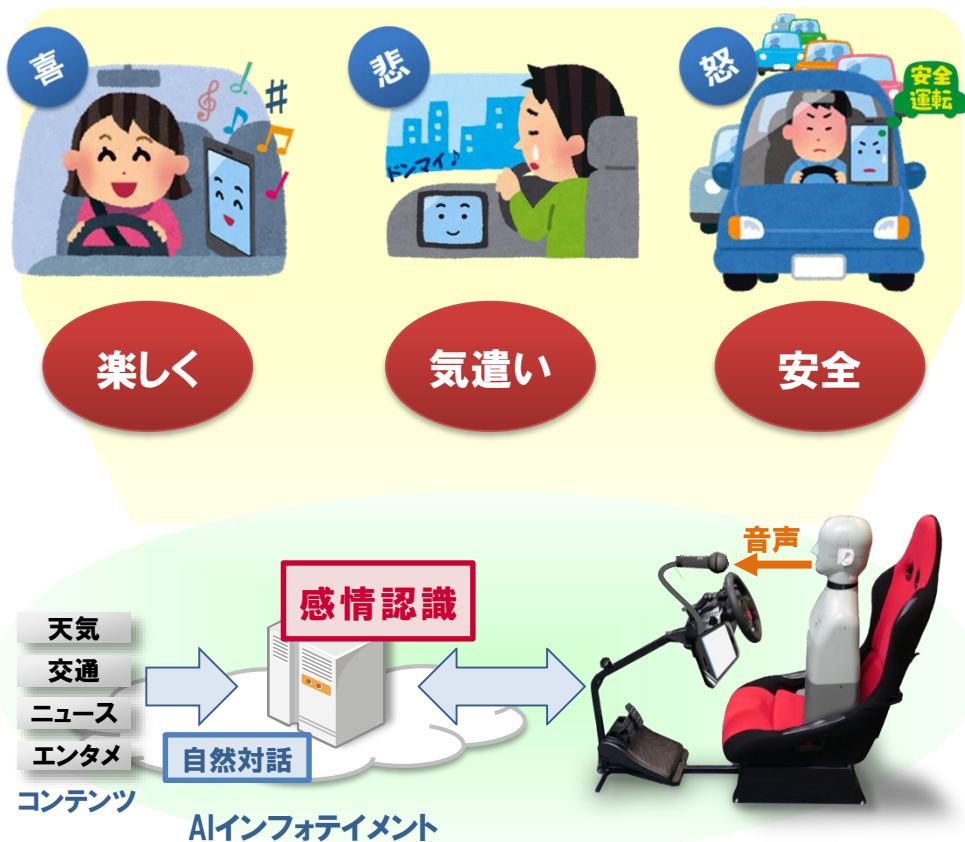 喜
悲
怒
安全
運転
ドンマイ♪
楽しく
気遣い
安全
音声
感情認識
天気
交通
ニュース
エンタメ
自然対話
コンテンツ
AIインフォテイメント